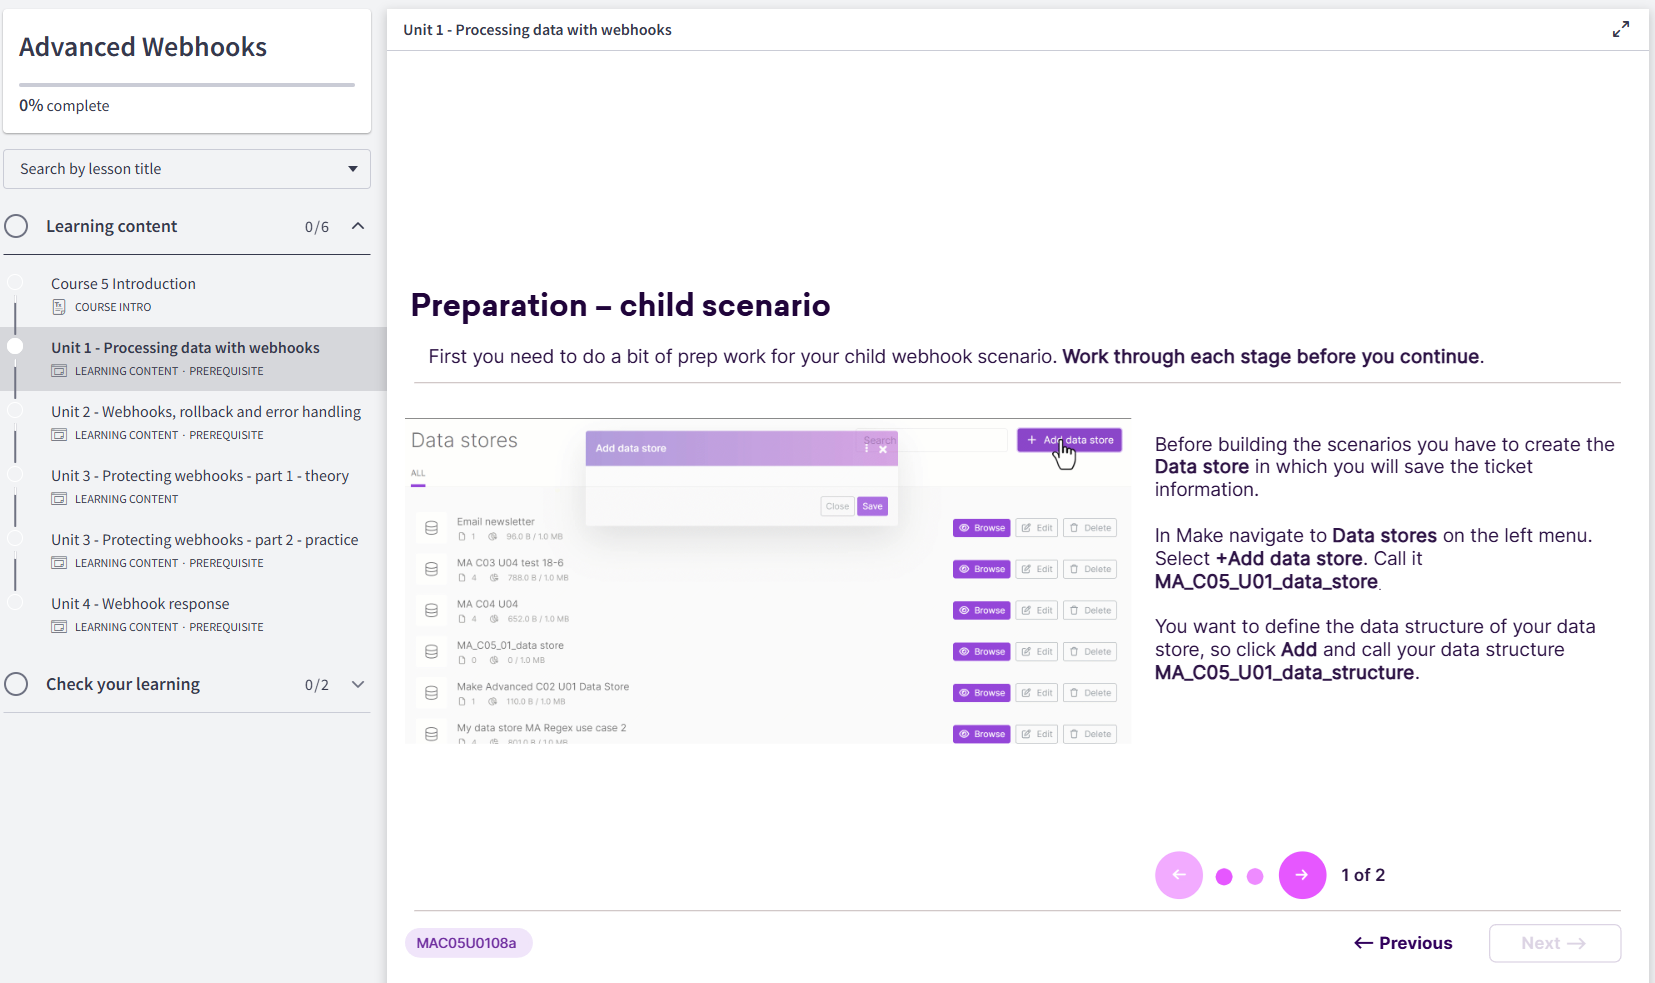 Advanced Webhooks
0% complete
Search by lesson title
Learning content 0/6
Course 5 Introduction
COURSE INTRO
Unit 1 - Processing data with webhooks
LEARNING CONTENT · PREREQUISITE
Unit 2 - Webhooks, rollback and error handling
LEARNING CONTENT · PREREQUISITE
Unit 3 - Protecting webhooks - part 1 - theory
LEARNING CONTENT
Unit 3 - Protecting webhooks - part 2 - practice
LEARNING CONTENT · PREREQUISITE
Unit 4 - Webhook response
LEARNING CONTENT · PREREQUISITE
Check your learning 0/2
Unit 1 - Processing data with webhooks
Preparation – child scenario
First you need to do a bit of prep work for your child webhook scenario. Work through each stage before you continue.
Data stores
Search
+ Add data store
ALL
Add data store
Close Save
Email newsletter
1 96.0 B / 1.0 MB
Browse Edit Delete
MA C03 U04 test 18-6
4 788.0 B / 1.0 MB
Browse Edit Delete
MA C04 U04
4 652.0 B / 1.0 MB
Browse Edit Delete
MA_C05_01_data store
0 0 / 1.0 MB
Browse Edit Delete
Make Advanced C02 U01 Data Store
1 110.0 B / 1.0 MB
Browse Edit Delete
My data store MA Regex use case 2
4 801.0 B / 1.0 MB
Browse Edit Delete
Before building the scenarios you have to create the
Data store in which you will save the ticket
information.
In Make navigate to Data stores on the left menu.
Select +Add data store. Call it
MA_C05_U01_data_store.
You want to define the data structure of your data
store, so click Add and call your data structure
MA_C05_U01_data_structure.
1 of 2
MAC05U0108a
← Previous
Next →